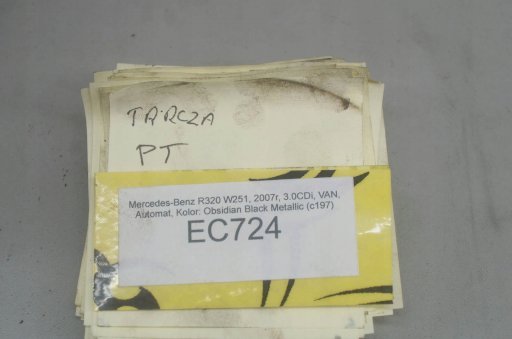 TARCZA
PT
Mercedes-Benz R320 W251, 2007r, 3.0CDi, VAN,
Automat, Kolor: Obsidian Black Metallic (c197)
EC724